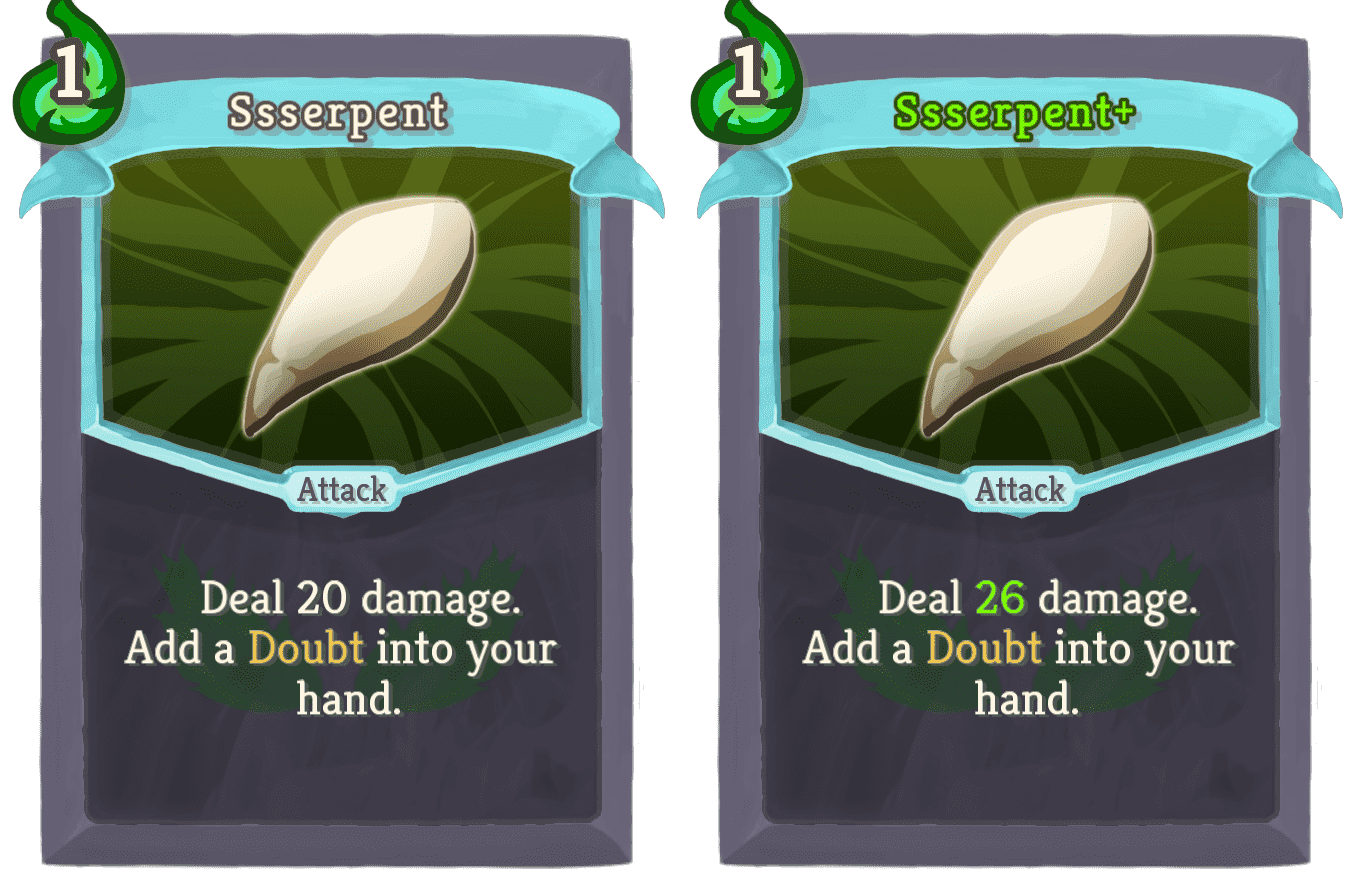 1
Ssserpent
Attack
Deal 20 damage.
Add a Doubt into your
hand.
1
Ssserpent+
Attack
Deal 26 damage.
Add a Doubt into your
hand.